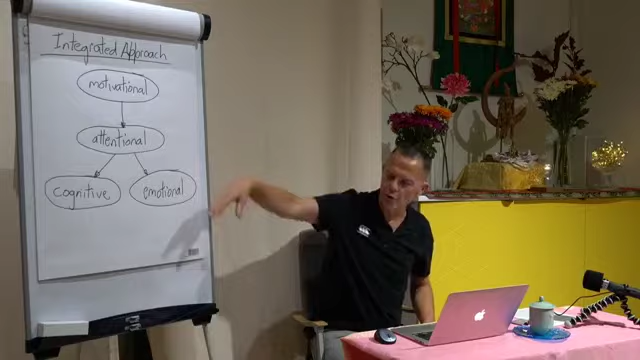 Integrated Approach
motivational
attentional
cognitive
emotional